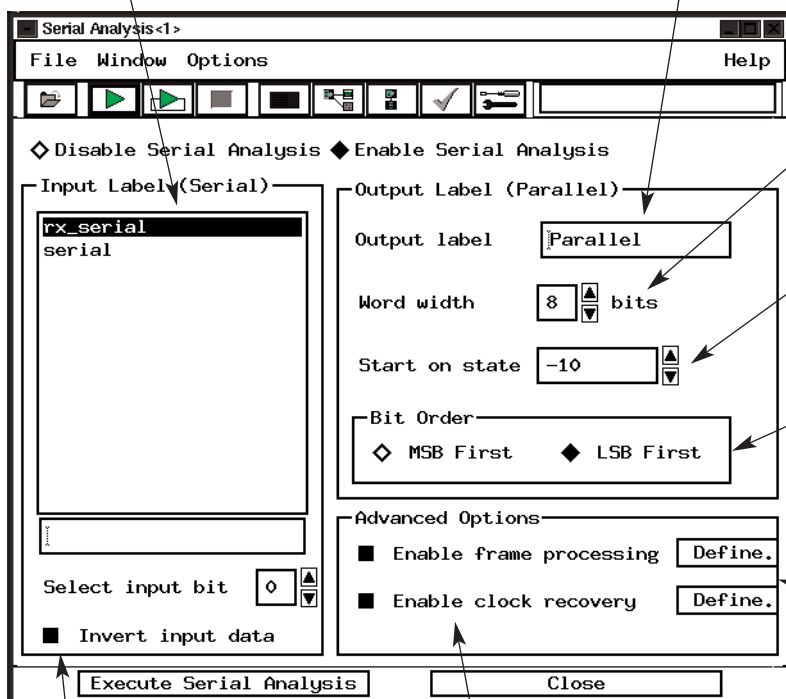 Serial Analysis<1>
File Window Options Help
Disable Serial Analysis Enable Serial Analysis
Input Label (Serial)
rx_serial
serial
Select input bit 0
Invert input data
Output Label (Parallel)
Output label Parallel
Word width 8 bits
Start on state -10
Bit Order
MSB First LSB First
Advanced Options
Enable frame processing Define.
Enable clock recovery Define.
Execute Serial Analysis Close